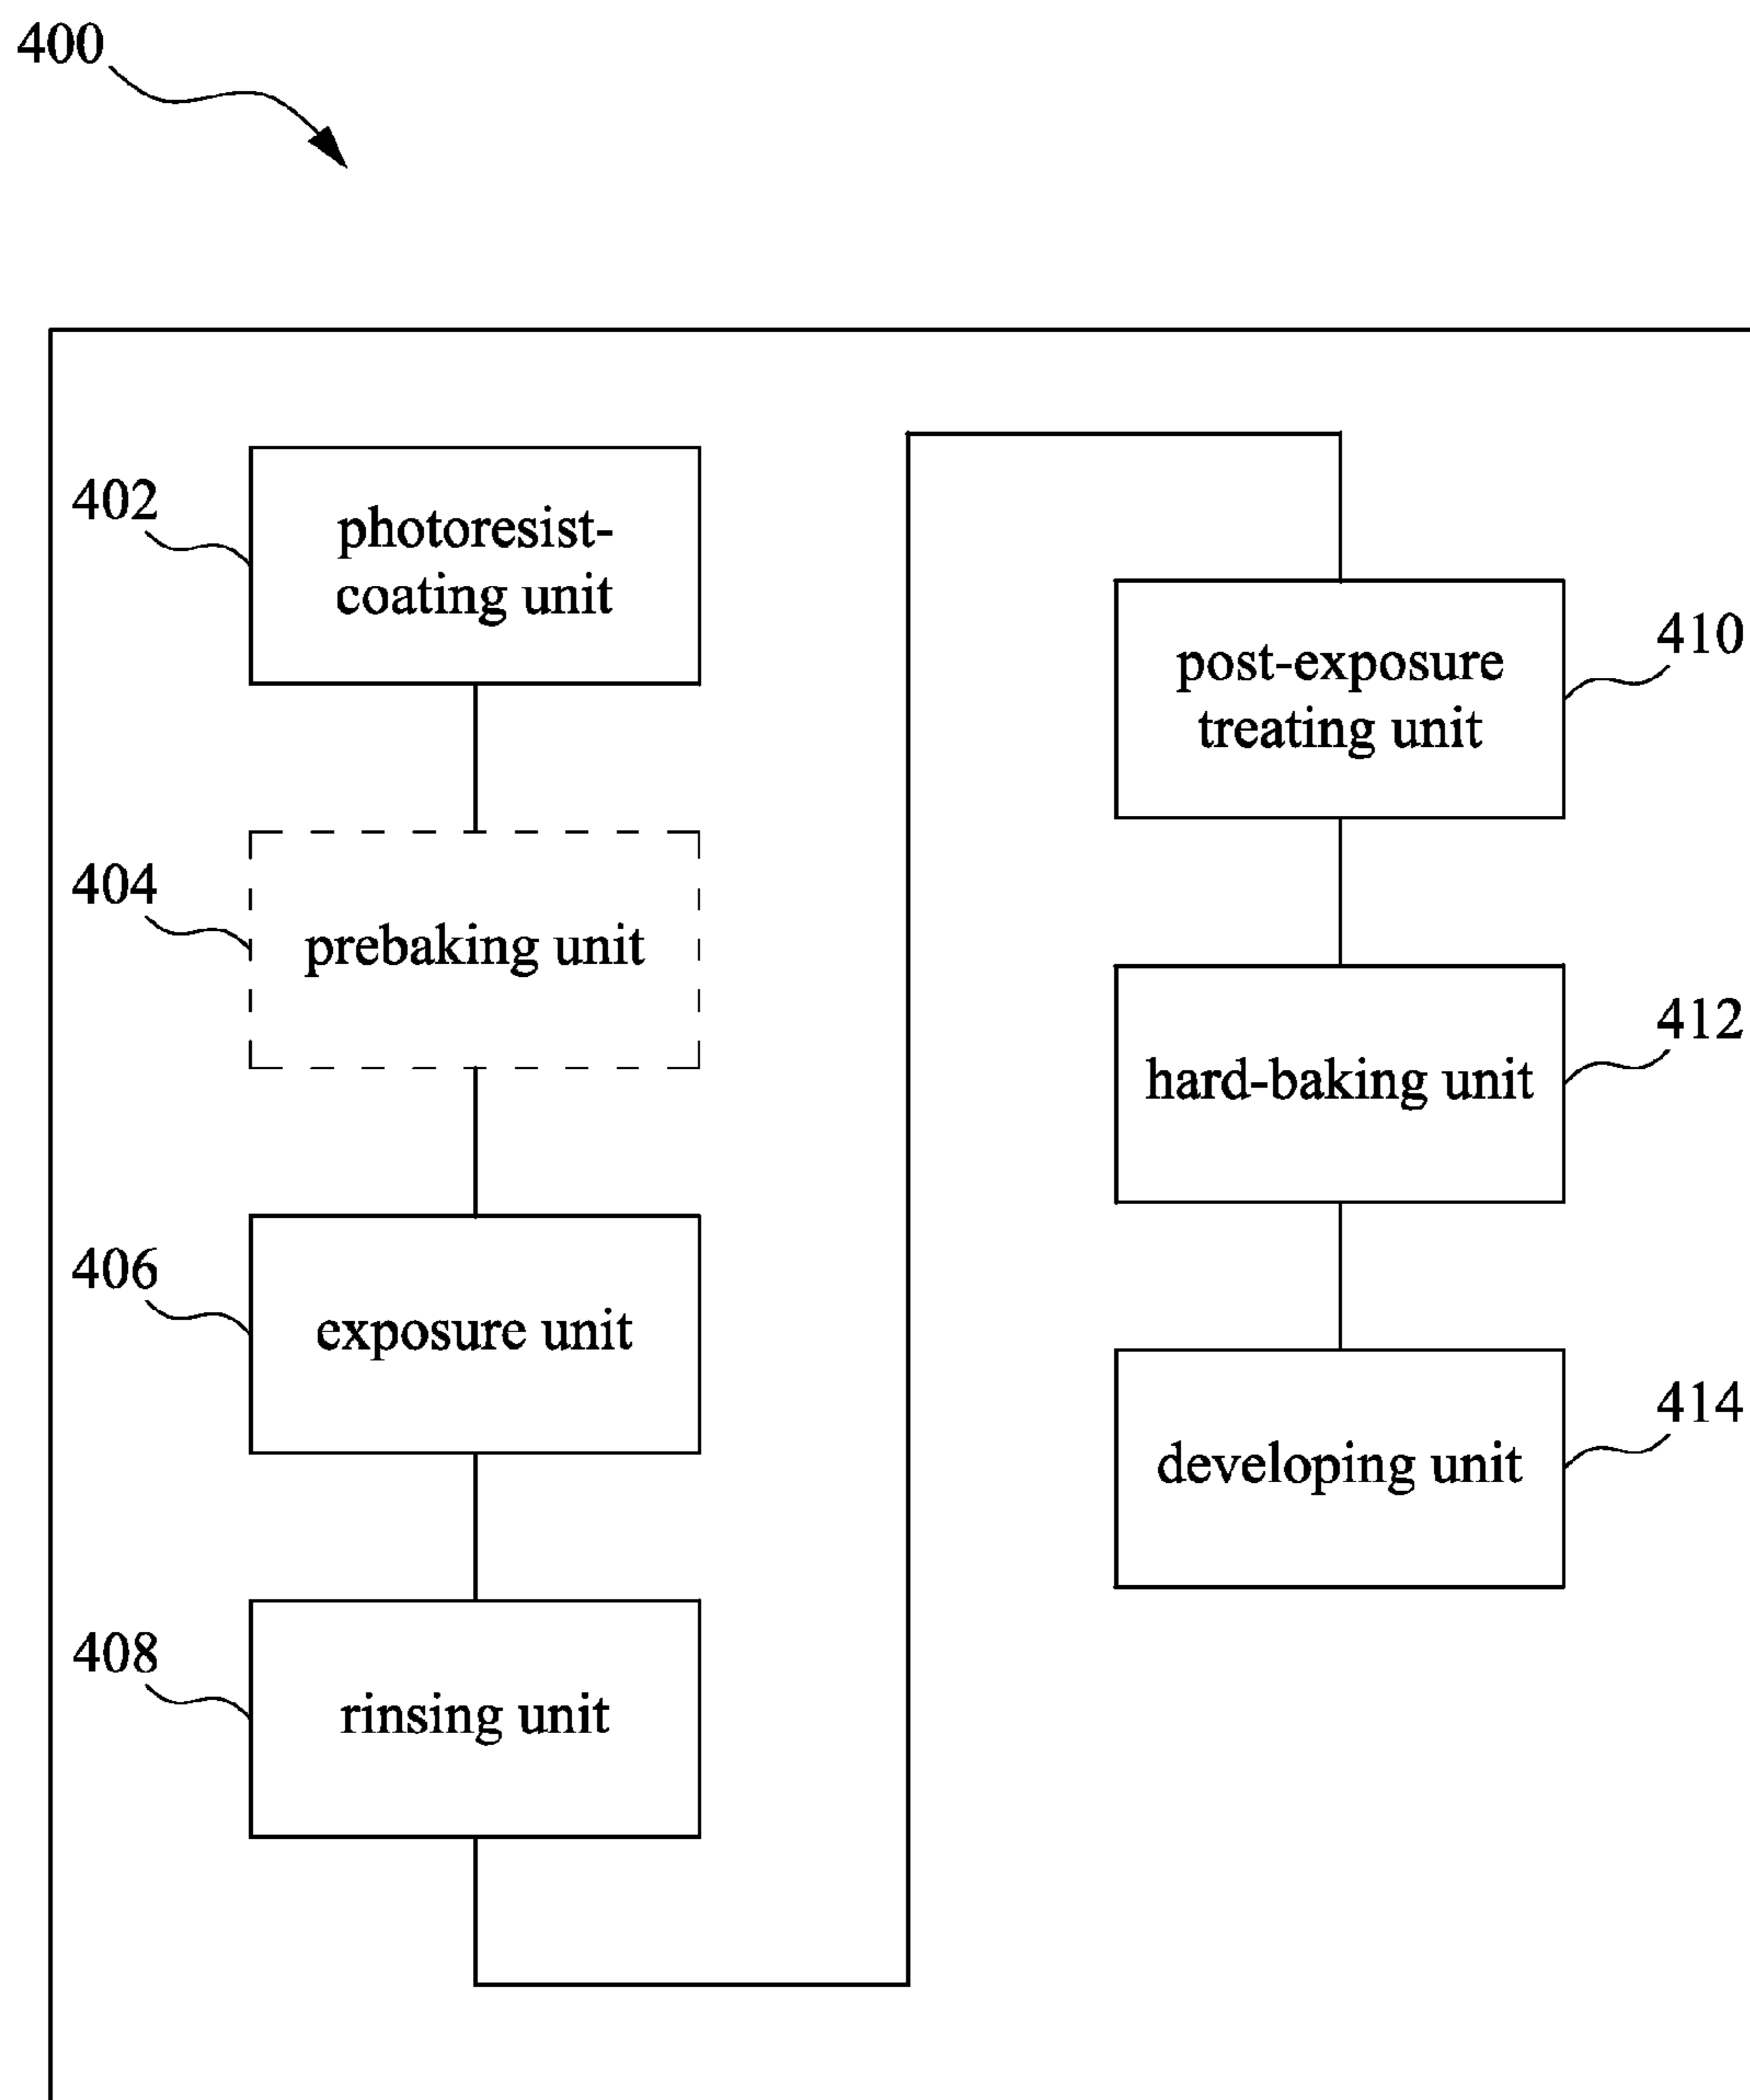 400
402
photoresist-
coating unit
404
prebaking unit
406
exposure unit
408
rinsing unit
post-exposure
treating unit
410
hard-baking unit
412
developing unit
414